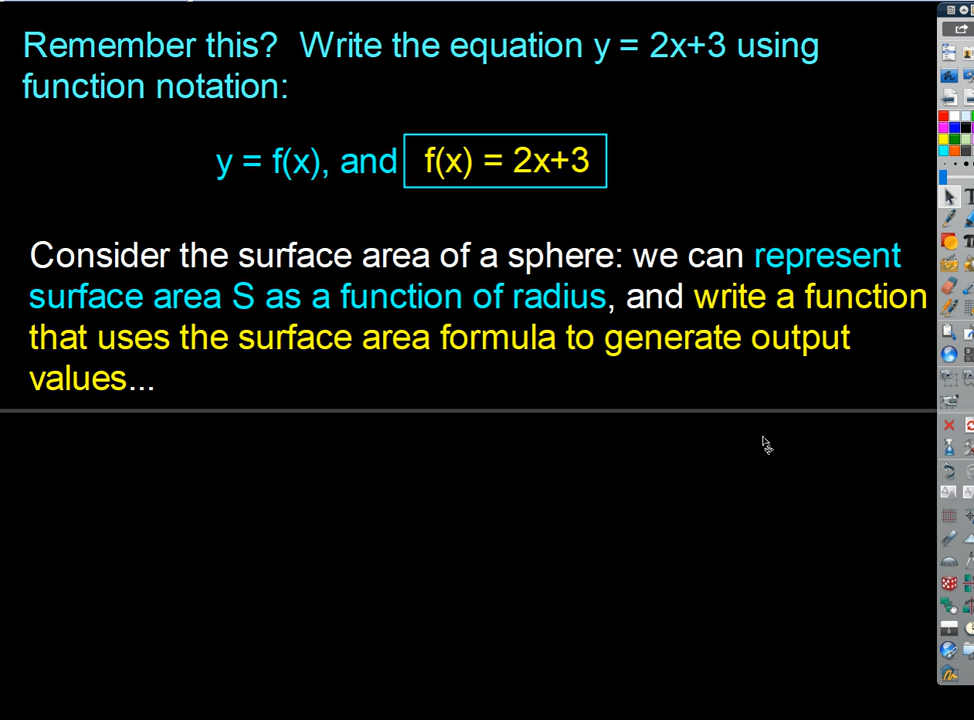 Remember this?  Write the equation y = 2x+3 using
function notation:
y = f(x), and f(x) = 2x+3
Consider the surface area of a sphere: we can represent
surface area S as a function of radius, and write a function
that uses the surface area formula to generate output
values...